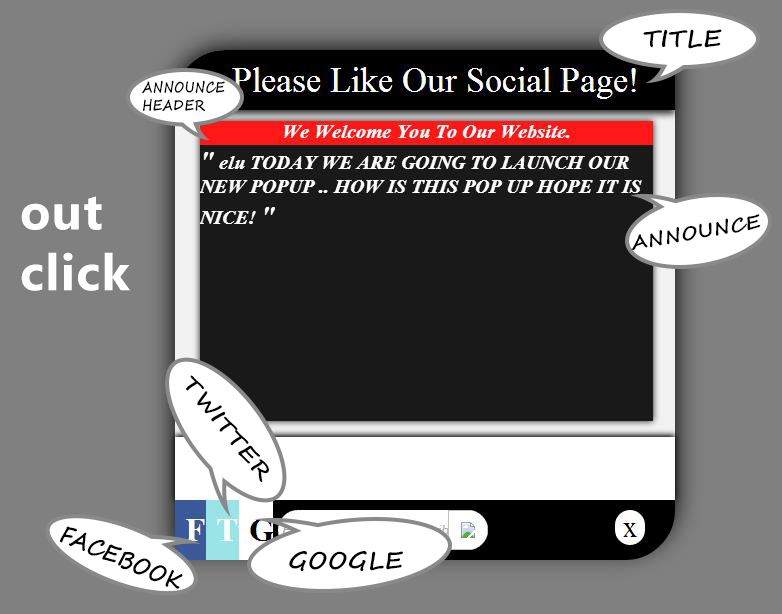 TITLE
Please Like Our Social Page!
ANNOUNCE
HEADER
We Welcome You To Our Website.
" elu TODAY WE ARE GOING TO LAUNCH OUR
NEW POPUP .. HOW IS THIS POP UP HOPE IT IS
NICE! "
ANNOUNCE
out
click
TWITTER
F T G
X
FACEBOOK
GOOGLE